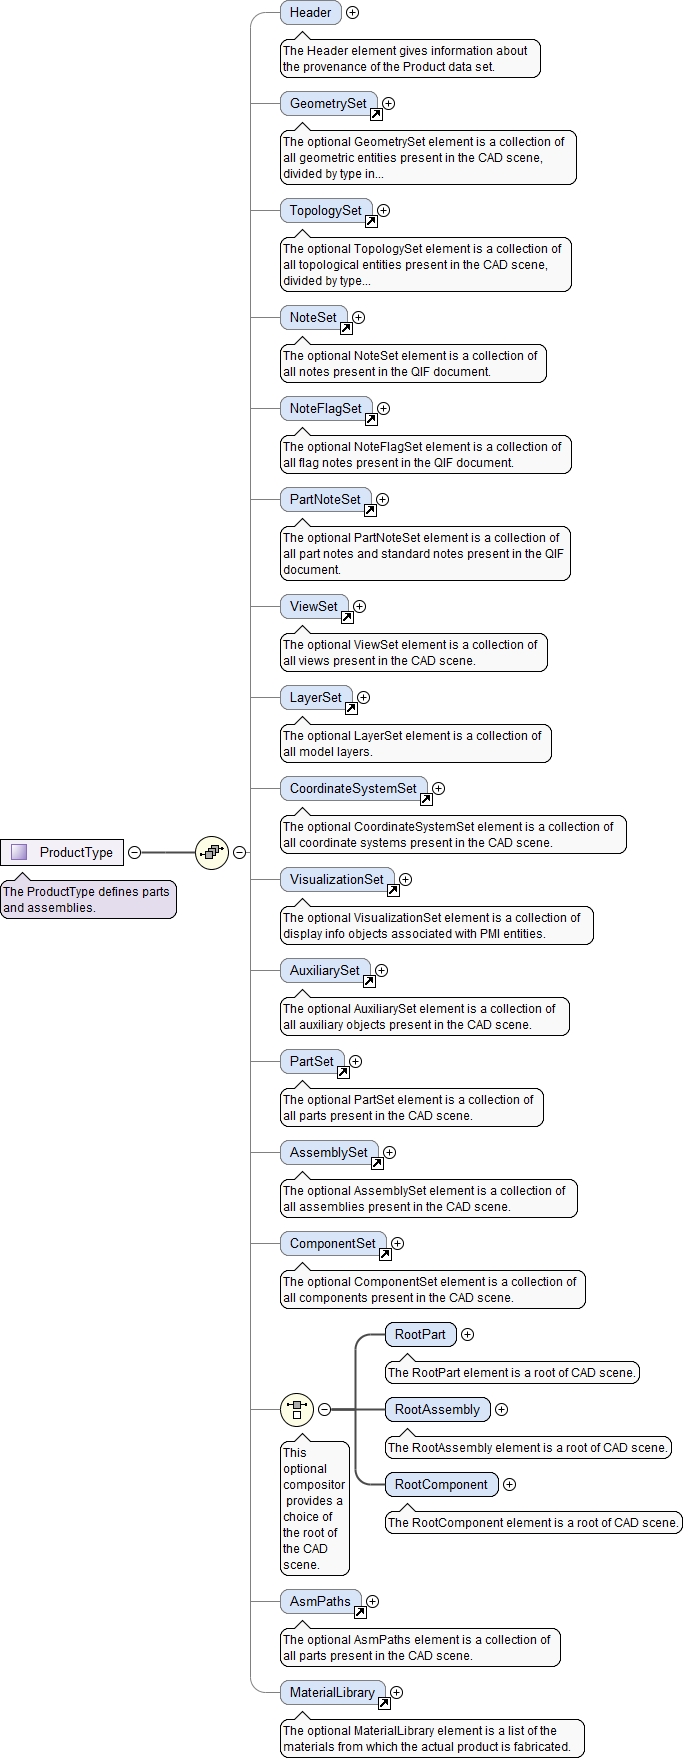 Header
The Header element gives information about
the provenance of the Product data set.
GeometrySet
The optional GeometrySet element is a collection of
all geometric entities present in the CAD scene,
divided by type in...
TopologySet
The optional TopologySet element is a collection of
all topological entities present in the CAD scene,
divided by type...
NoteSet
The optional NoteSet element is a collection of
all notes present in the QIF document.
NoteFlagSet
The optional NoteFlagSet element is a collection of
all flag notes present in the QIF document.
PartNoteSet
The optional PartNoteSet element is a collection of
all part notes and standard notes present in the QIF
document.
ViewSet
The optional ViewSet element is a collection of
all views present in the CAD scene.
LayerSet
The optional LayerSet element is a collection of
all model layers.
CoordinateSystemSet
The optional CoordinateSystemSet element is a collection of
all coordinate systems present in the CAD scene.
ProductType
The ProductType defines parts
and assemblies.
VisualizationSet
The optional VisualizationSet element is a collection of
display info objects associated with PMI entities.
AuxiliarySet
The optional AuxiliarySet element is a collection of
all auxiliary objects present in the CAD scene.
PartSet
The optional PartSet element is a collection of
all parts present in the CAD scene.
AssemblySet
The optional AssemblySet element is a collection of
all assemblies present in the CAD scene.
ComponentSet
The optional ComponentSet element is a collection of
all components present in the CAD scene.
RootPart
The RootPart element is a root of CAD scene.
RootAssembly
The RootAssembly element is a root of CAD scene.
RootComponent
The RootComponent element is a root of CAD scene.
This
optional
compositor
provides a
choice of
the root of
the CAD
scene.
AsmPaths
The optional AsmPaths element is a collection of
all parts present in the CAD scene.
MaterialLibrary
The optional MaterialLibrary element is a list of the
materials from which the actual product is fabricated.